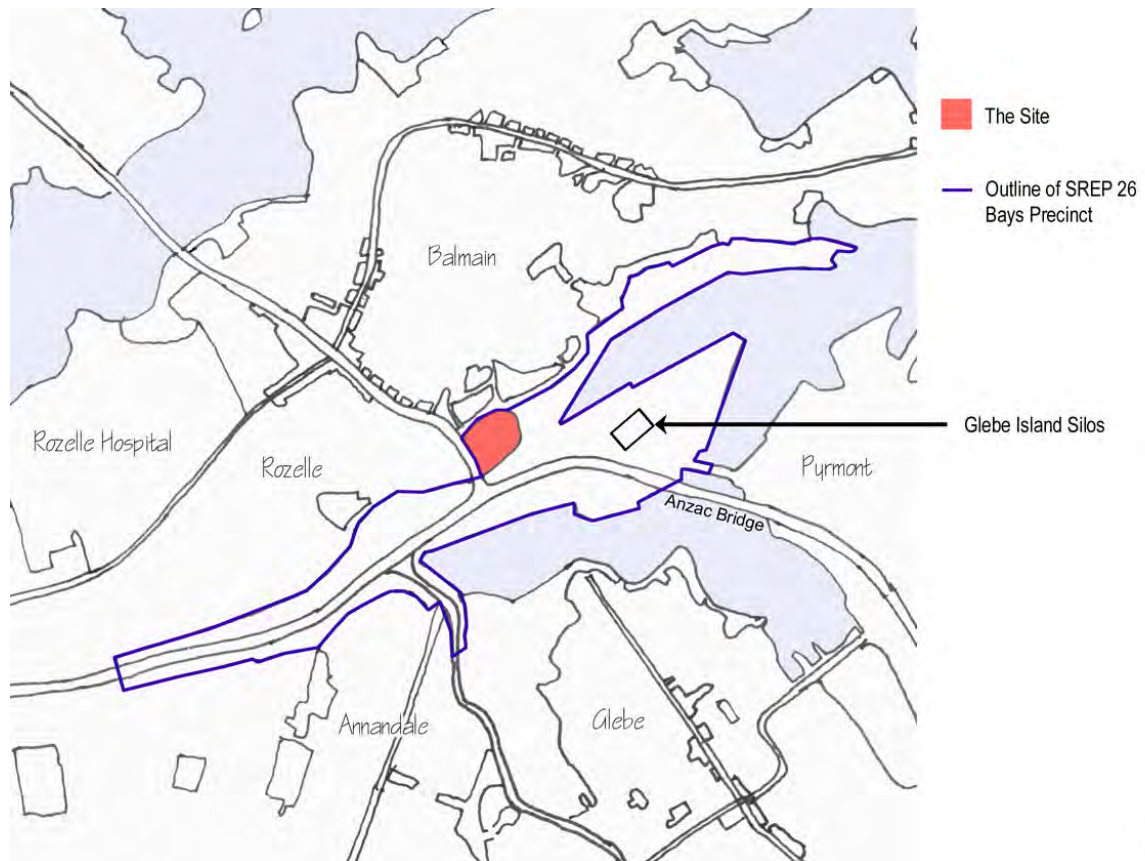 The Site
Outline of SREP 26
Bays Precinct
Balmain
Glebe Island Silos
Rozelle Hospital
Rozelle
Pyrmont
Anzac Bridge
Annandale
Glebe